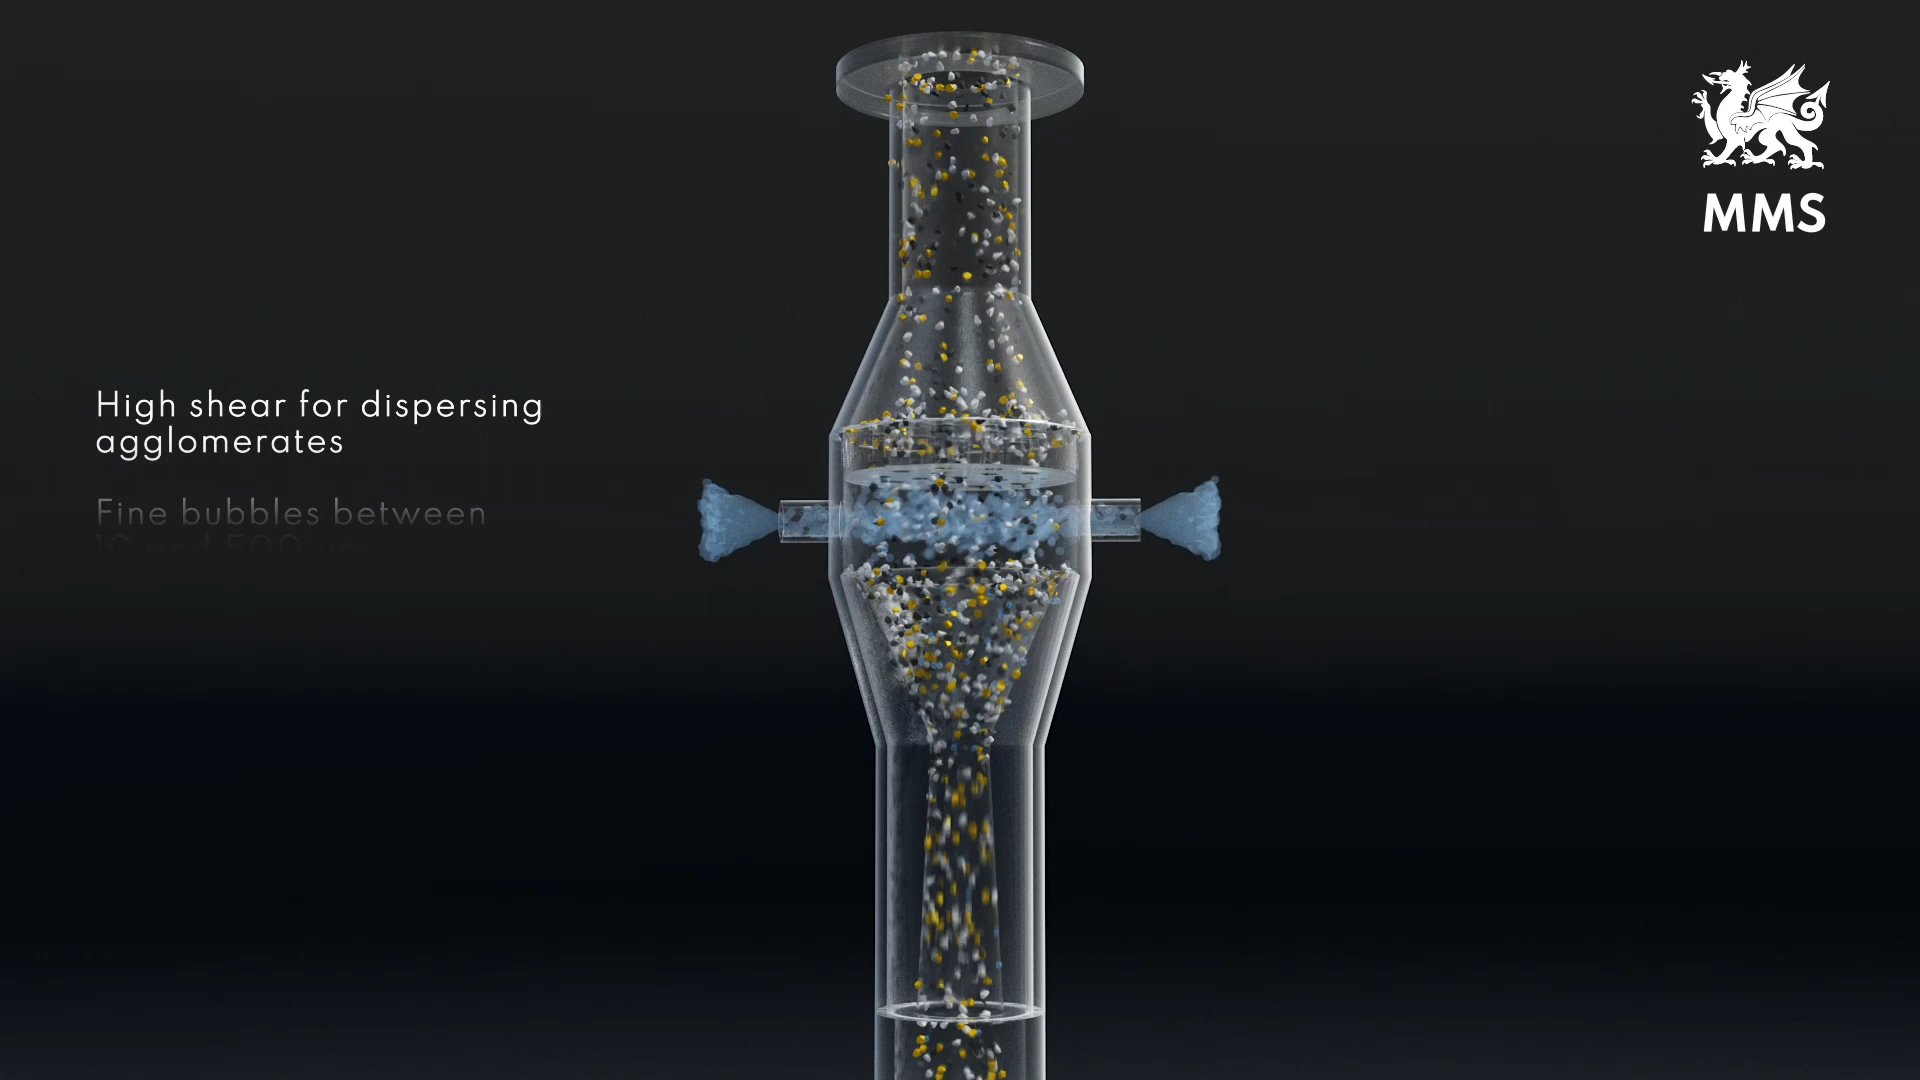 MMS
High shear for dispersing
agglomerates
Fine bubbles between